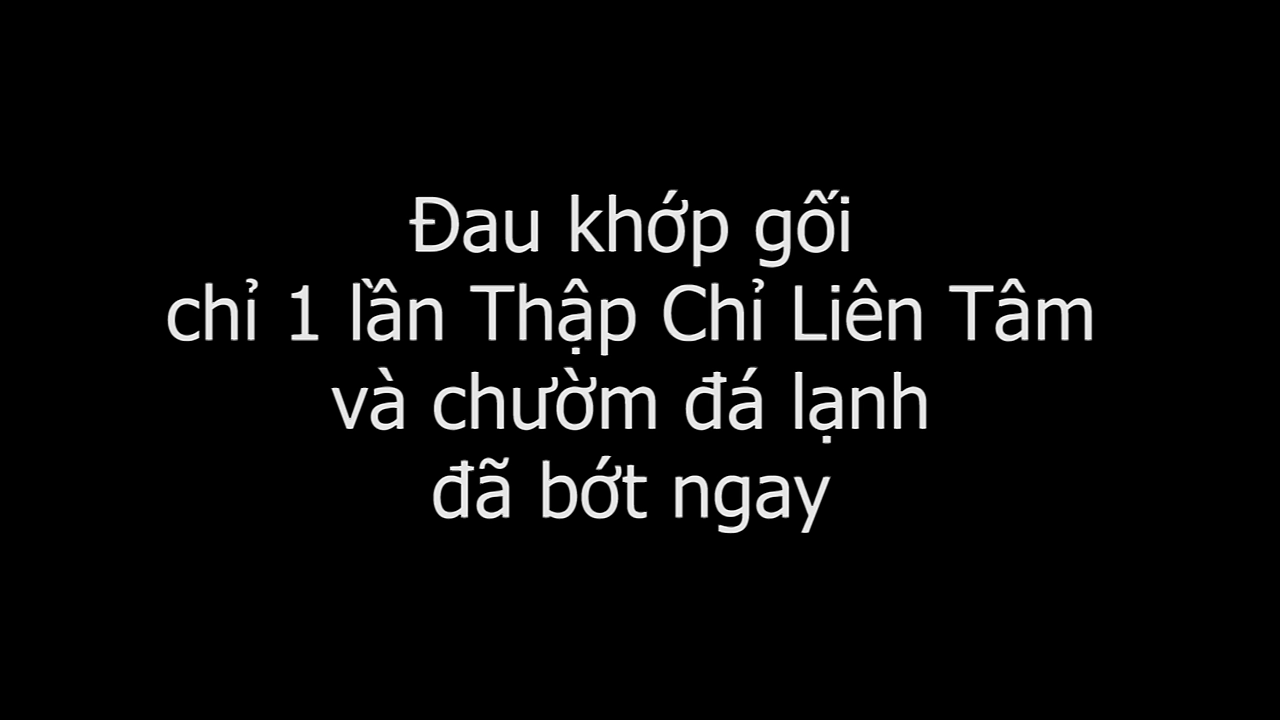 Đau khớp gối
chỉ 1 lần Thập Chỉ Liên Tâm
và chườm đá lạnh
đã bớt ngay